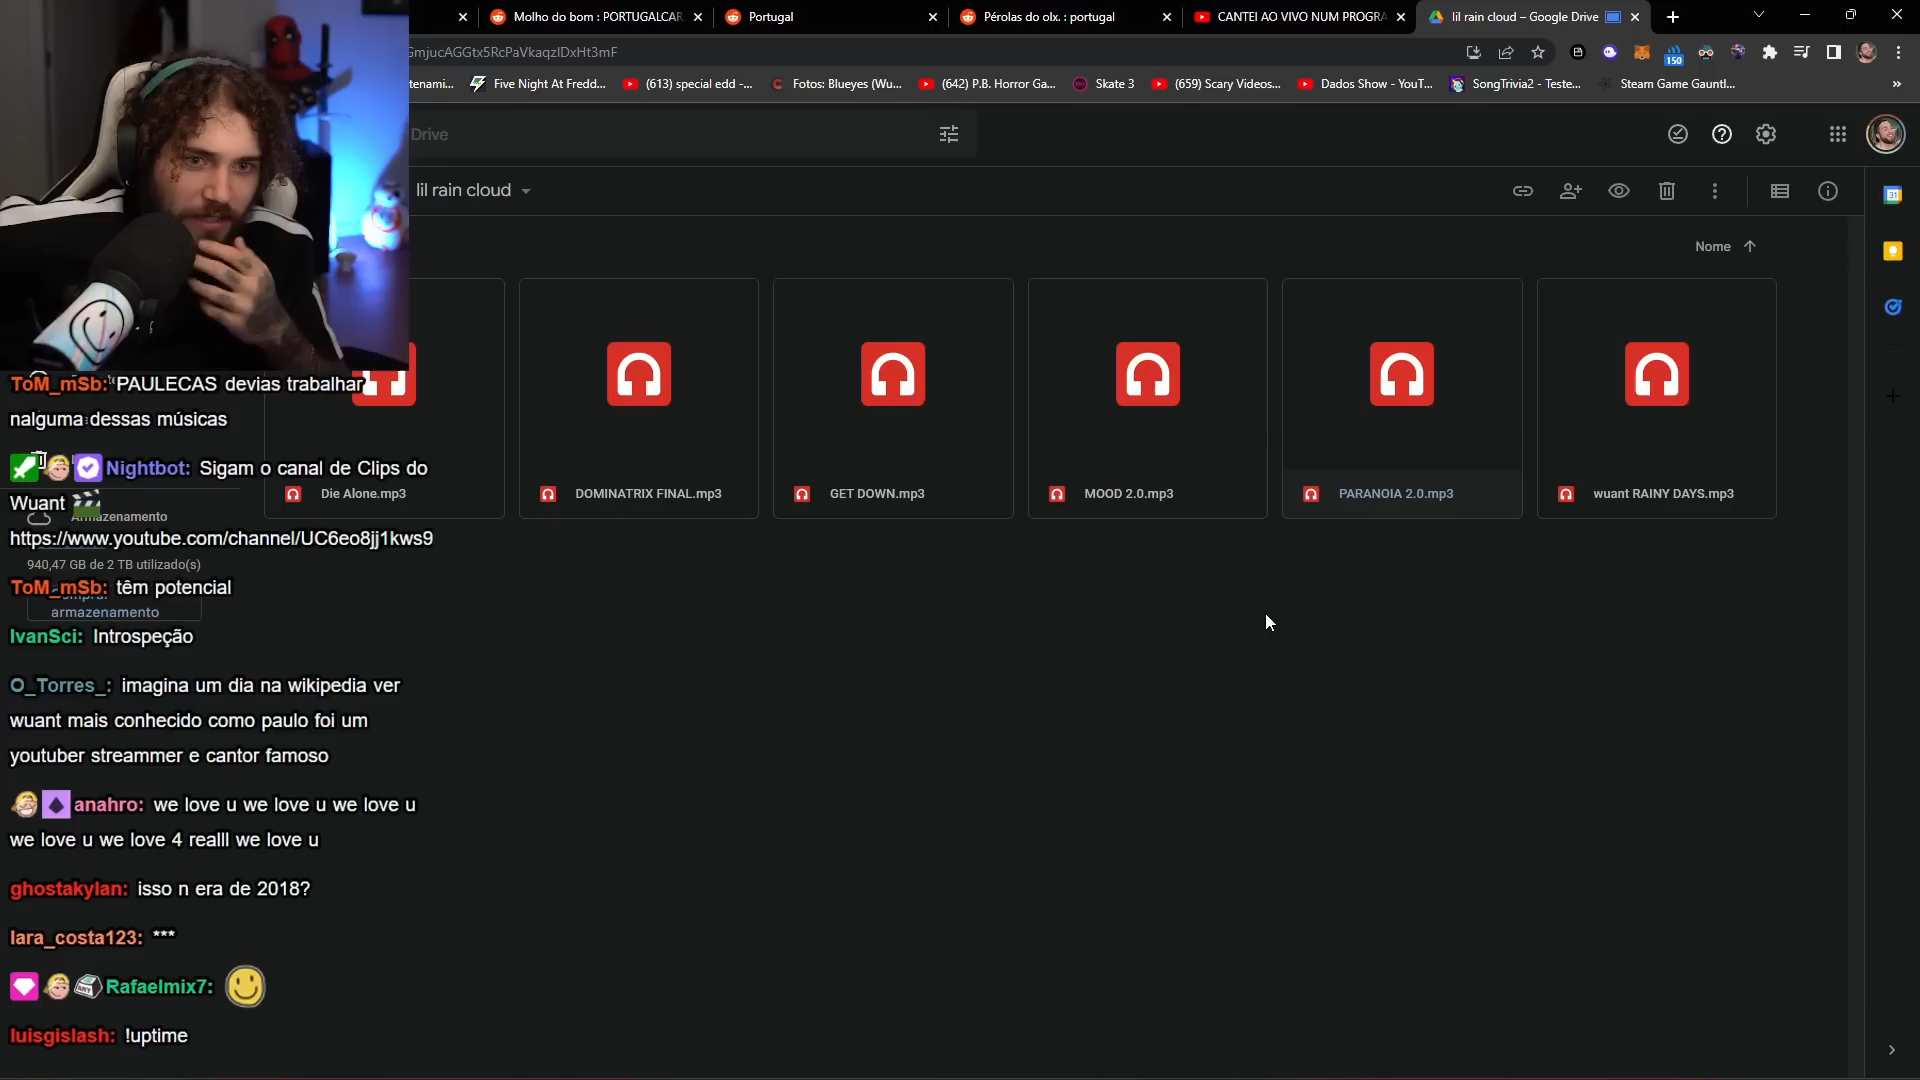 Molho do bom : PORTUGALCAR
Portugal
Pérolas do olx. : portugal
CANTEI AO VIVO NUM PROGRA
lil rain cloud – Google Drive
GmjucAGGtx5RcPaVkaqzIDxHt3mF
150
tenami...
Five Night At Fredd...
(613) special edd -...
Fotos: Blueyes (Wu...
(642) P.B. Horror Ga...
Skate 3
(659) Scary Videos...
Dados Show - YouT...
SongTrivia2 - Teste...
Steam Game Gauntl...
Drive
lil rain cloud
Nome
31
Die Alone.mp3
DOMINATRIX FINAL.mp3
GET DOWN.mp3
MOOD 2.0.mp3
PARANOIA 2.0.mp3
wuant RAINY DAYS.mp3
ToM_mSb: PAULECAS devias trabalhar
nalguma dessas músicas
Nightbot: Sigam o canal de Clips do
Wuant
Armazenamento
https://www.youtube.com/channel/UC6eo8jj1kws9
940,47 GB de 2 TB utilizado(s)
ToM_mSb: têm potencial
armazenamento
IvanSci: Introspeção
O_Torres_: imagina um dia na wikipedia ver
wuant mais conhecido como paulo foi um
youtuber streammer e cantor famoso
anahro: we love u we love u we love u
we love u we love 4 realll we love u
ghostakylan: isso n era de 2018?
lara_costa123: ***
Rafaelmix7:
luisgislash: !uptime